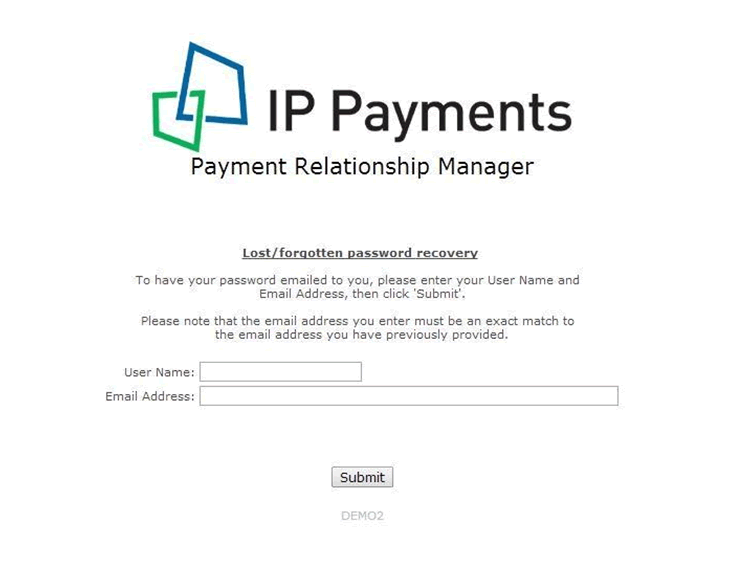 IP Payments
Payment Relationship Manager
Lost/forgotten password recovery
To have your password emailed to you, please enter your User Name and
Email Address, then click 'Submit'.
Please note that the email address you enter must be an exact match to
the email address you have previously provided.
User Name:
Email Address:
Submit
DEMO2